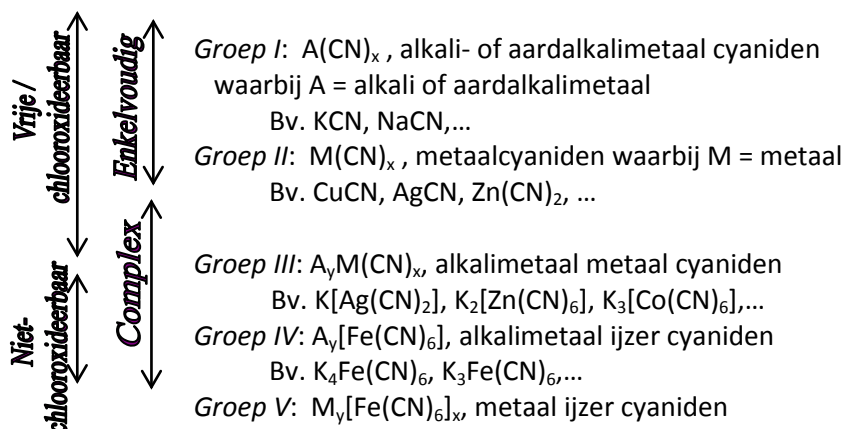 Vrije /
chlooroxideerbaar
Niet-
chlooroxideerbaar
Enkelvoudig
Complex
Groep I: A(CN)ₓ , alkali- of aardalkalimetaal cyaniden
waarbij A = alkali of aardalkalimetaal
Bv. KCN, NaCN,...
Groep II: M(CN)ₓ , metaalcyaniden waarbij M = metaal
Bv. CuCN, AgCN, Zn(CN)₂, ...
Groep III: AᵧM(CN)ₓ, alkalimetaal metaal cyaniden
Bv. K[Ag(CN)₂], K₂[Zn(CN)₆], K₃[Co(CN)₆],...
Groep IV: Aᵧ[Fe(CN)₆], alkalimetaal ijzer cyaniden
Bv. K₄Fe(CN)₆, K₃Fe(CN)₆,...
Groep V: Mᵧ[Fe(CN)₆]ₓ, metaal ijzer cyaniden